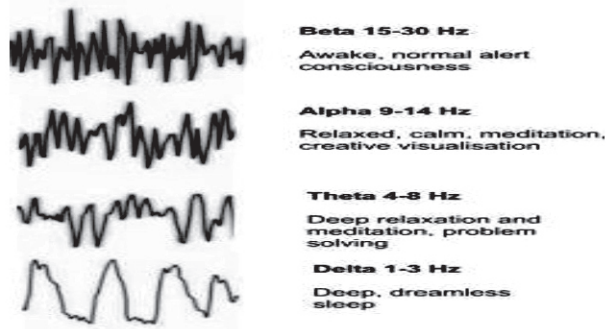 Beta 15-30 Hz
Awake, normal alert
consciousness
Alpha 9-14 Hz
Relaxed, calm, meditation,
creative visualisation
Theta 4-8 Hz
Deep relaxation and
meditation, problem
solving
Delta 1-3 Hz
Deep, dreamless
sleep